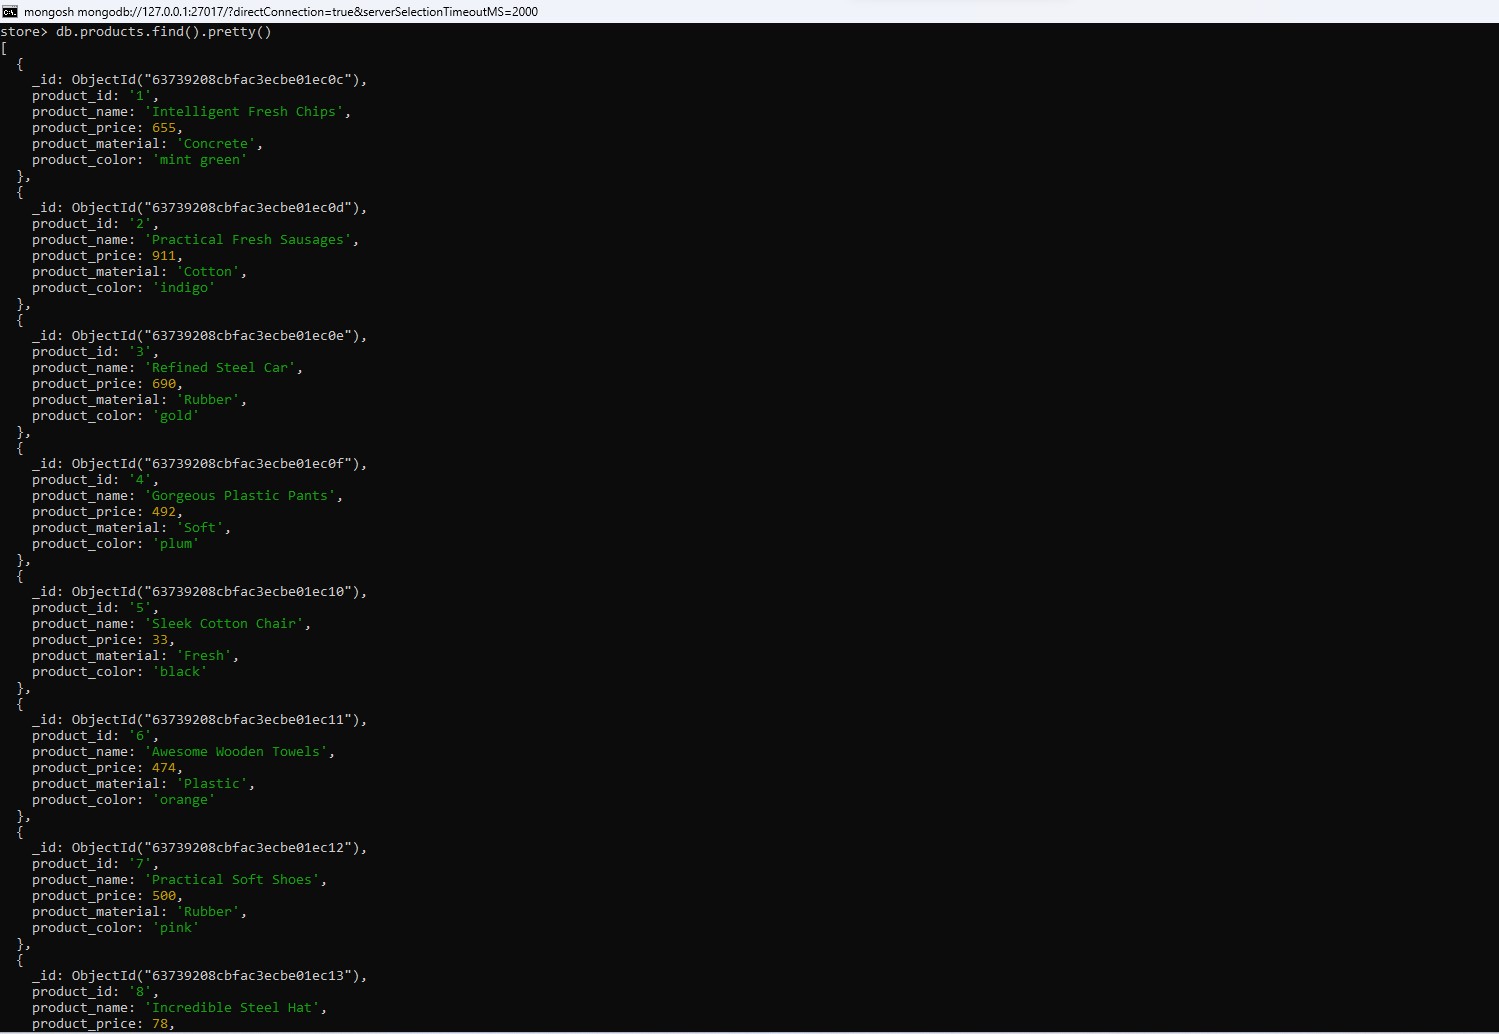 mongosh mongodb://127.0.0.1:27017/?directConnection=true&serverSelectionTimeoutMS=2000
store> db.products.find().pretty()
[
  {
    _id: ObjectId("63739208cbfac3ecbe01ec0c"),
    product_id: '1',
    product_name: 'Intelligent Fresh Chips',
    product_price: 655,
    product_material: 'Concrete',
    product_color: 'mint green'
  },
  {
    _id: ObjectId("63739208cbfac3ecbe01ec0d"),
    product_id: '2',
    product_name: 'Practical Fresh Sausages',
    product_price: 911,
    product_material: 'Cotton',
    product_color: 'indigo'
  },
  {
    _id: ObjectId("63739208cbfac3ecbe01ec0e"),
    product_id: '3',
    product_name: 'Refined Steel Car',
    product_price: 690,
    product_material: 'Rubber',
    product_color: 'gold'
  },
  {
    _id: ObjectId("63739208cbfac3ecbe01ec0f"),
    product_id: '4',
    product_name: 'Gorgeous Plastic Pants',
    product_price: 492,
    product_material: 'Soft',
    product_color: 'plum'
  },
  {
    _id: ObjectId("63739208cbfac3ecbe01ec10"),
    product_id: '5',
    product_name: 'Sleek Cotton Chair',
    product_price: 33,
    product_material: 'Fresh',
    product_color: 'black'
  },
  {
    _id: ObjectId("63739208cbfac3ecbe01ec11"),
    product_id: '6',
    product_name: 'Awesome Wooden Towels',
    product_price: 474,
    product_material: 'Plastic',
    product_color: 'orange'
  },
  {
    _id: ObjectId("63739208cbfac3ecbe01ec12"),
    product_id: '7',
    product_name: 'Practical Soft Shoes',
    product_price: 500,
    product_material: 'Rubber',
    product_color: 'pink'
  },
  {
    _id: ObjectId("63739208cbfac3ecbe01ec13"),
    product_id: '8',
    product_name: 'Incredible Steel Hat',
    product_price: 78,